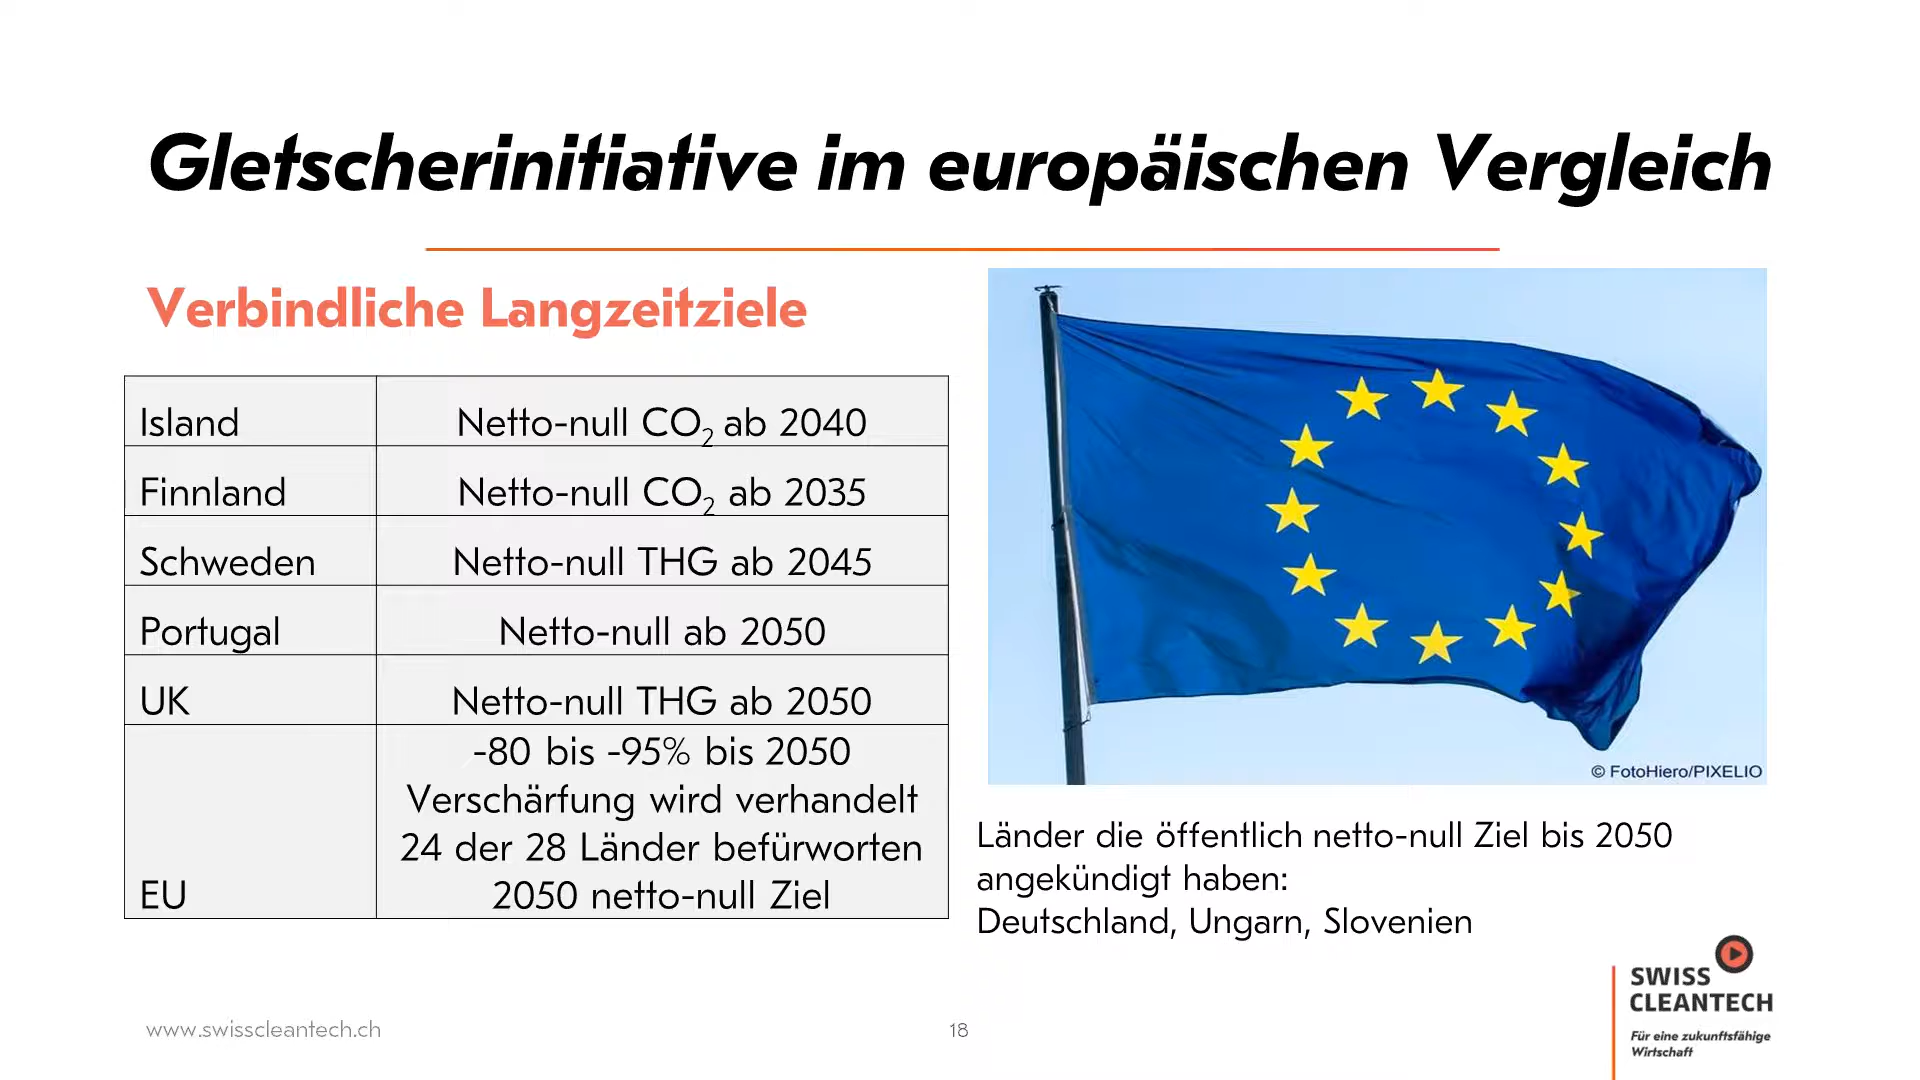 Gletscherinitiative im europäischen Vergleich
Verbindliche Langzeitziele
Island Netto-null CO₂ ab 2040
Finnland Netto-null CO₂ ab 2035
Schweden Netto-null THG ab 2045
Portugal Netto-null ab 2050
UK Netto-null THG ab 2050
-80 bis -95% bis 2050
Verschärfung wird verhandelt
24 der 28 Länder befürworten
EU 2050 netto-null Ziel
© FotoHiero/PIXELIO
Länder die öffentlich netto-null Ziel bis 2050
angekündigt haben:
Deutschland, Ungarn, Slovenien
SWISS
CLEANTECH
Für eine zukunftsfähige
Wirtschaft
www.swisscleantech.ch
18